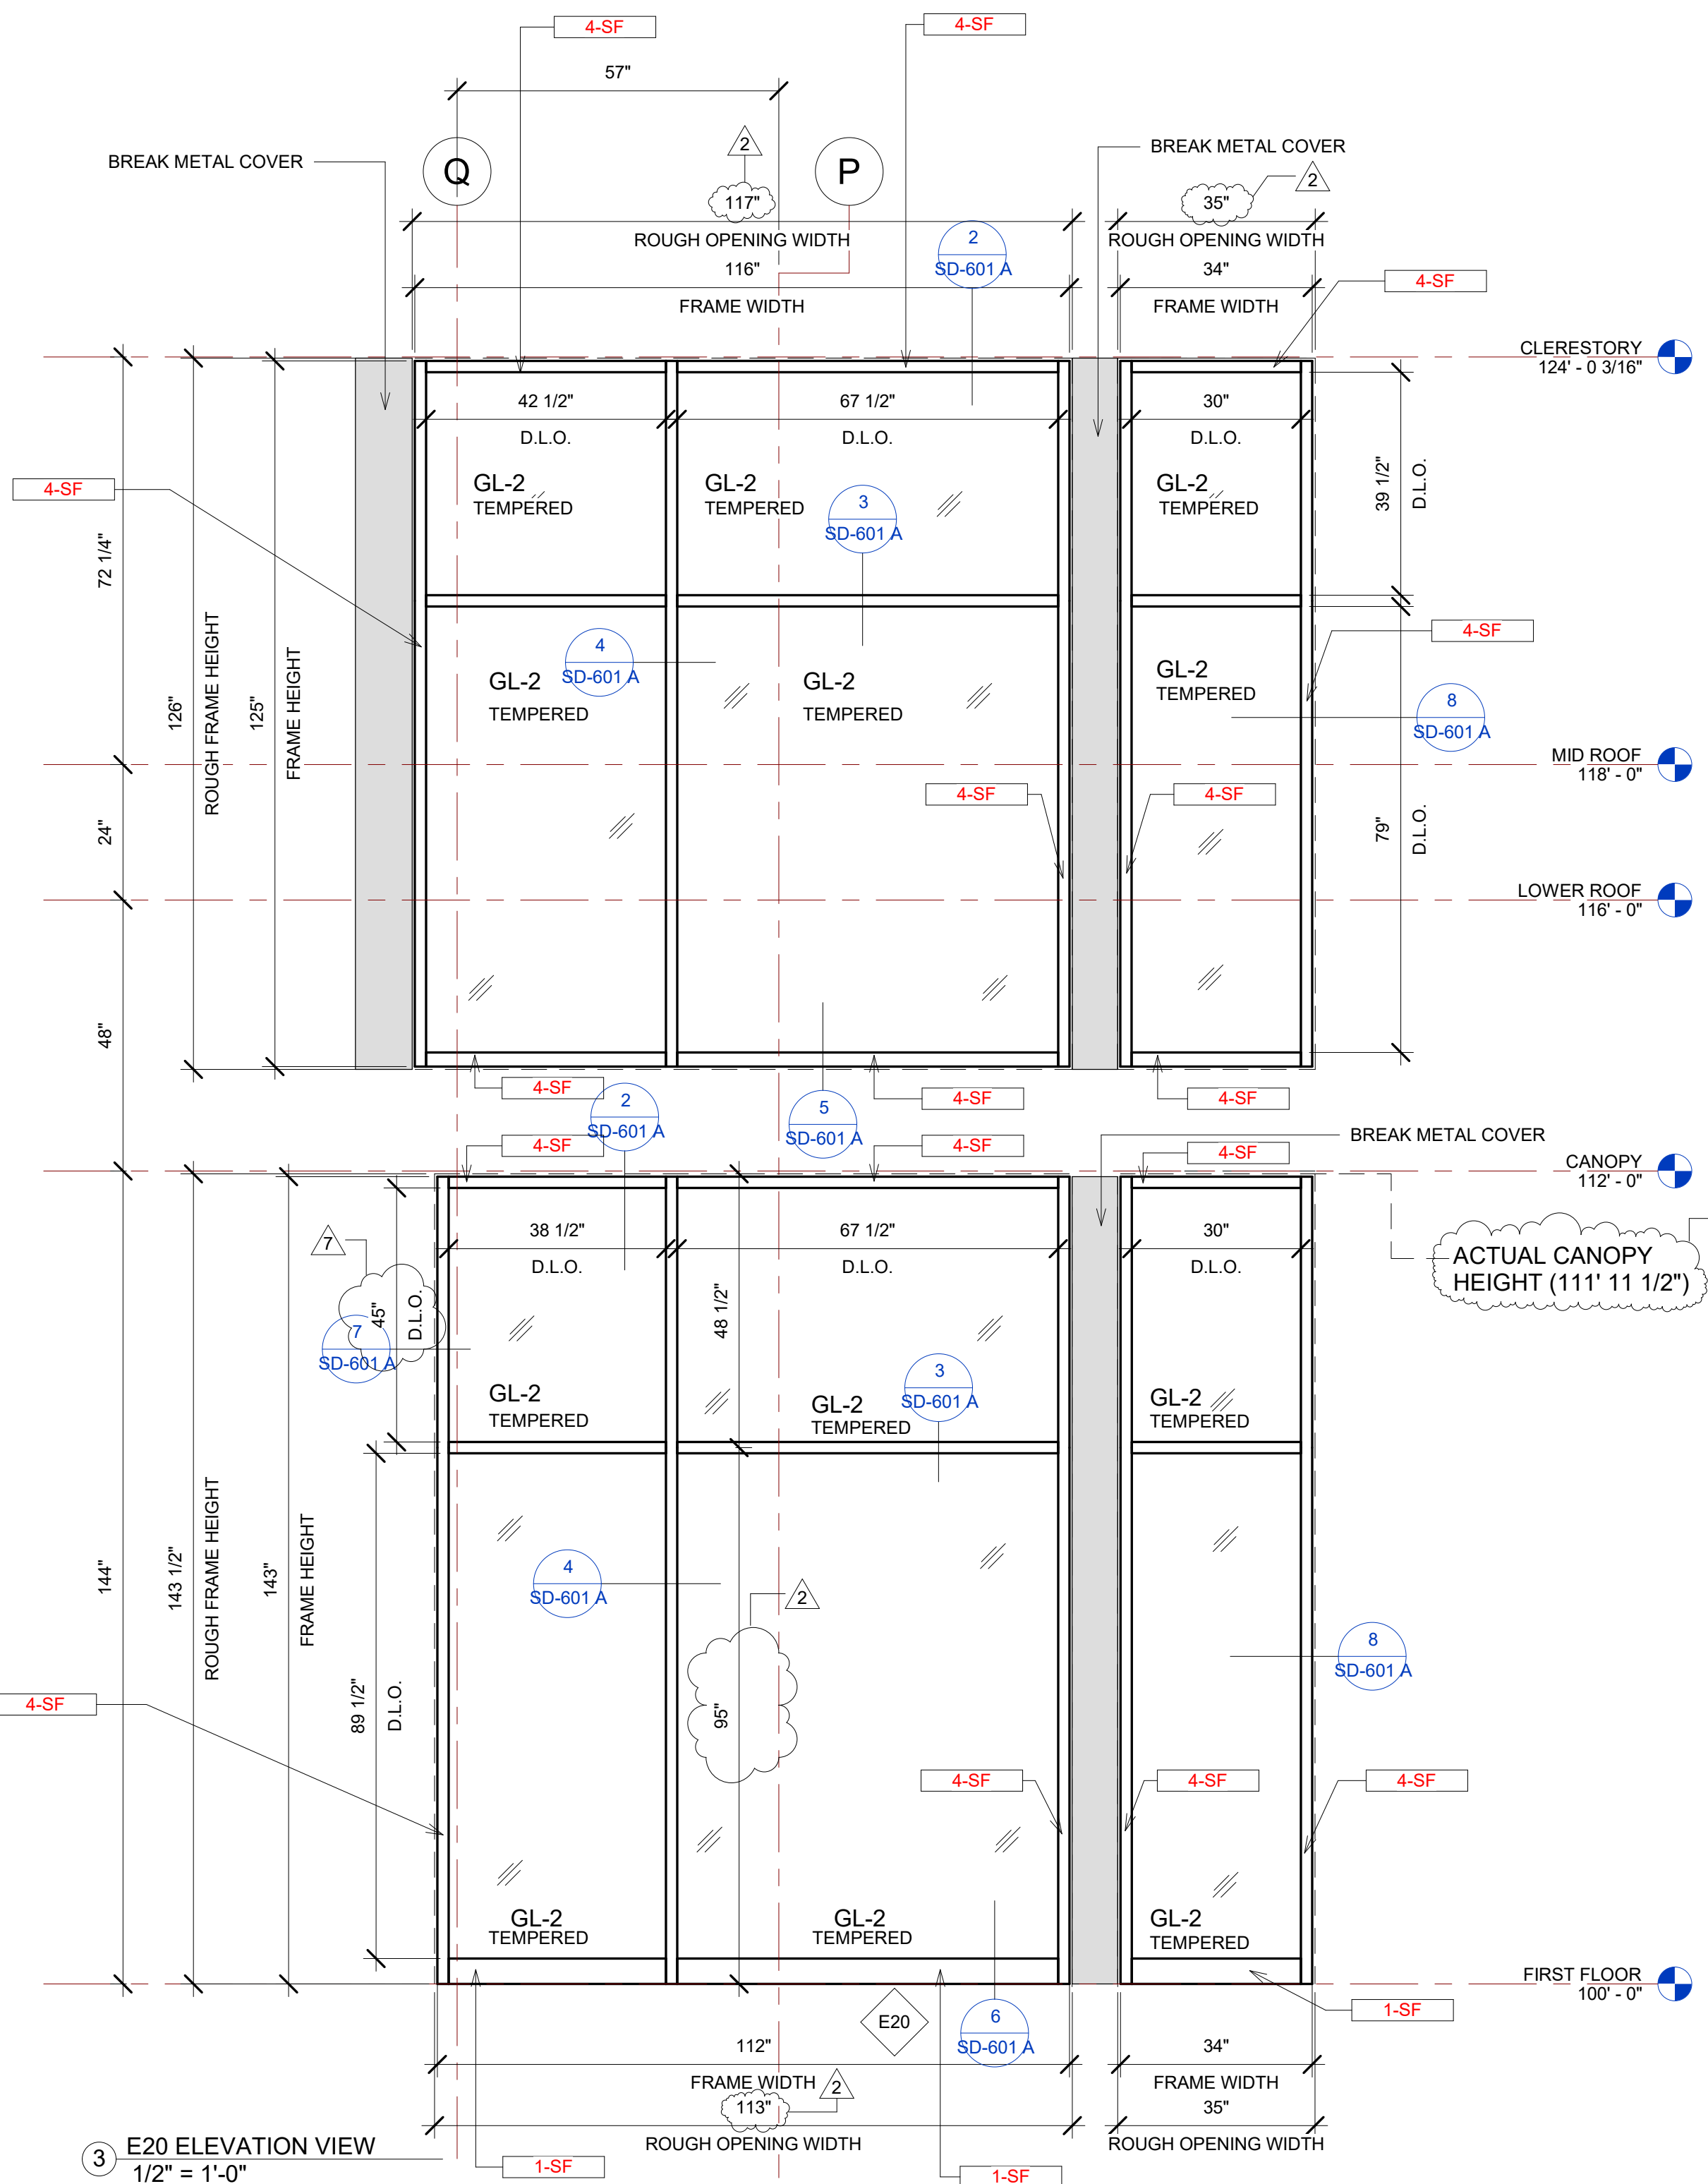 4-SF
4-SF
57"
BREAK METAL COVER
Q
2
P
BREAK METAL COVER
2
117"
35"
ROUGH OPENING WIDTH
2
SD-601 A
ROUGH OPENING WIDTH
116"
34"
4-SF
FRAME WIDTH
FRAME WIDTH
CLERESTORY
124' - 0 3/16"
42 1/2"
67 1/2"
30"
D.L.O.
D.L.O.
D.L.O.
39 1/2"
D.L.O.
4-SF
GL-2
TEMPERED
GL-2
TEMPERED
GL-2
TEMPERED
3
SD-601 A
72 1/4"
4-SF
4
SD-601 A
GL-2
TEMPERED
GL-2
TEMPERED
GL-2
TEMPERED
8
SD-601 A
126"
ROUGH FRAME HEIGHT
125"
FRAME HEIGHT
MID ROOF
118' - 0"
4-SF
4-SF
24"
79"
D.L.O.
LOWER ROOF
116' - 0"
48"
4-SF
2
SD-601 A
5
SD-601 A
4-SF
4-SF
4-SF
4-SF
4-SF
BREAK METAL COVER
CANOPY
112' - 0"
38 1/2"
67 1/2"
30"
D.L.O.
D.L.O.
D.L.O.
7
ACTUAL CANOPY
HEIGHT (111' 11 1/2")
45"
D.L.O.
48 1/2"
7
SD-601 A
3
SD-601 A
GL-2
TEMPERED
GL-2
TEMPERED
GL-2
TEMPERED
144"
143 1/2"
ROUGH FRAME HEIGHT
143"
FRAME HEIGHT
4
SD-601 A
2
8
SD-601 A
89 1/2"
D.L.O.
95"
4-SF
4-SF
4-SF
4-SF
GL-2
TEMPERED
GL-2
TEMPERED
GL-2
TEMPERED
FIRST FLOOR
100' - 0"
1-SF
E20
6
SD-601 A
112"
34"
FRAME WIDTH
2
FRAME WIDTH
113"
35"
ROUGH OPENING WIDTH
ROUGH OPENING WIDTH
3
E20 ELEVATION VIEW
1/2" = 1'-0"
1-SF
1-SF